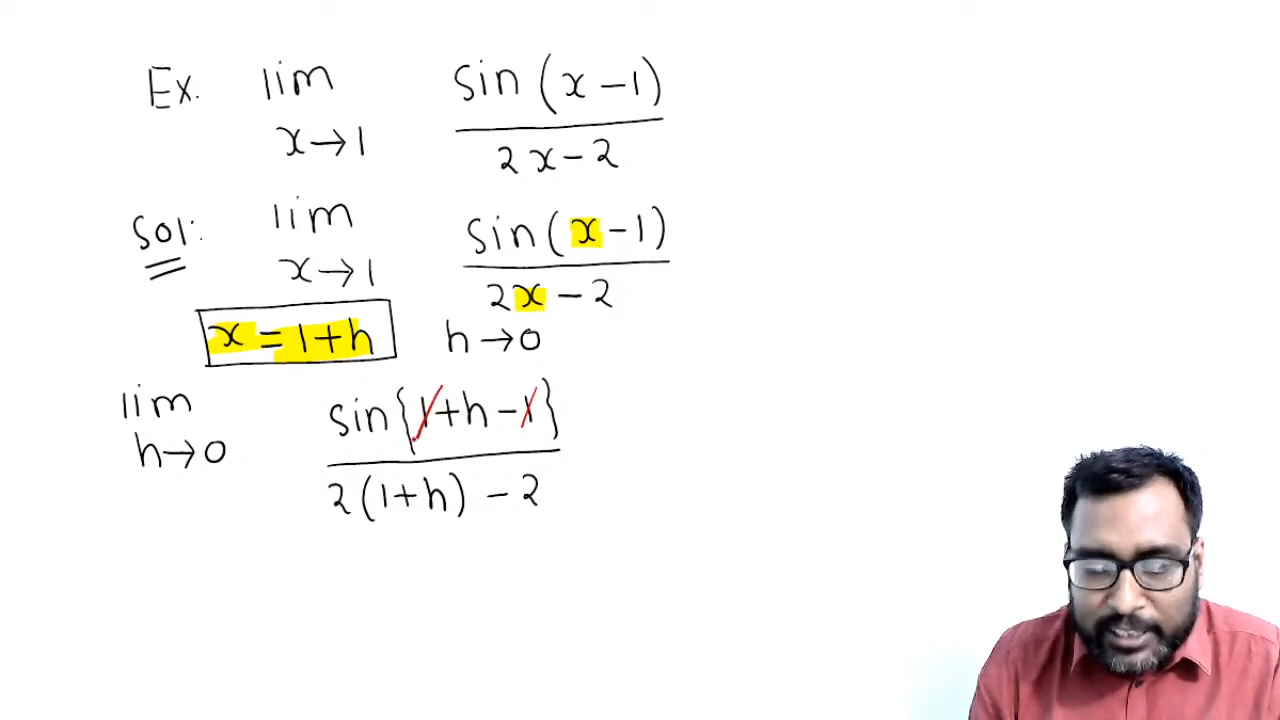 Ex. lim sin(x-1)
x→1 2x-2
Sol: lim sin(x-1)
x→1 2x-2
x=1+h h→0
lim sin{1+h-1}
h→0 2(1+h)-2